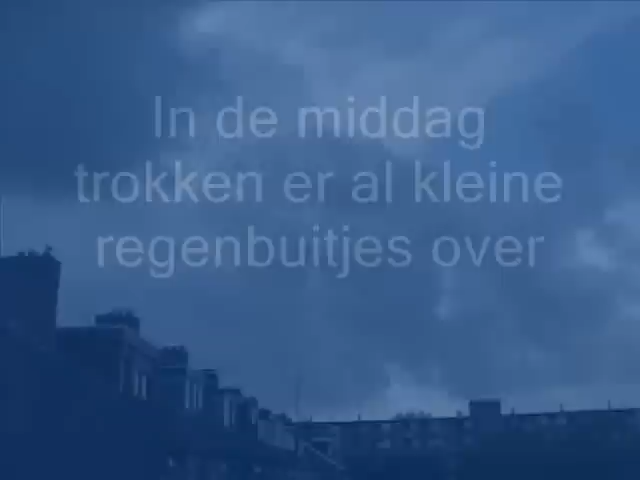 In de middag
trokken er al kleine
regenbuitjes over